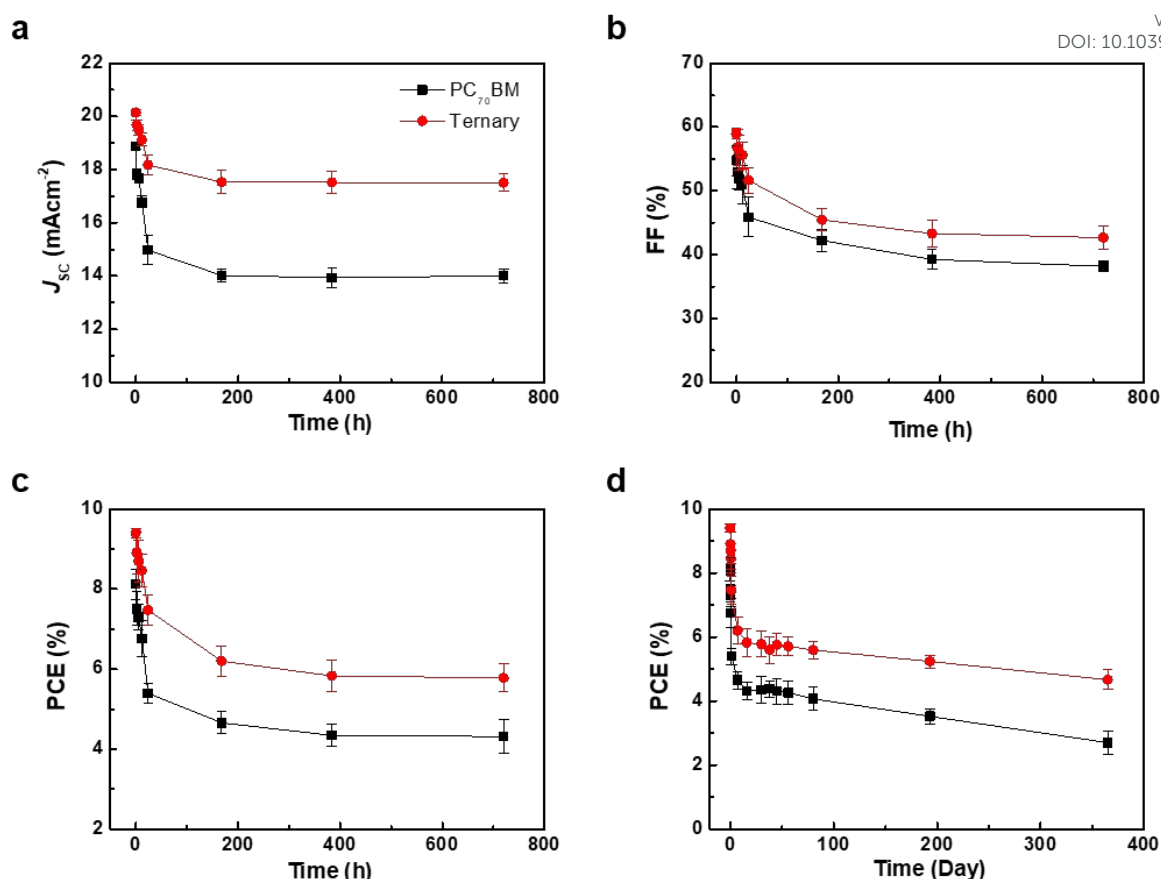 a
b
V
DOI: 10.1039
22
20
18
16
14
12
10
J_SC (mAcm⁻²)
PC₇₀BM
Ternary
0
200
400
600
800
Time (h)
70
60
50
40
30
20
FF (%)
0
200
400
600
800
Time (h)
c
d
10
8
6
4
2
PCE (%)
0
200
400
600
800
Time (h)
10
8
6
4
2
0
PCE (%)
0
100
200
300
400
Time (Day)